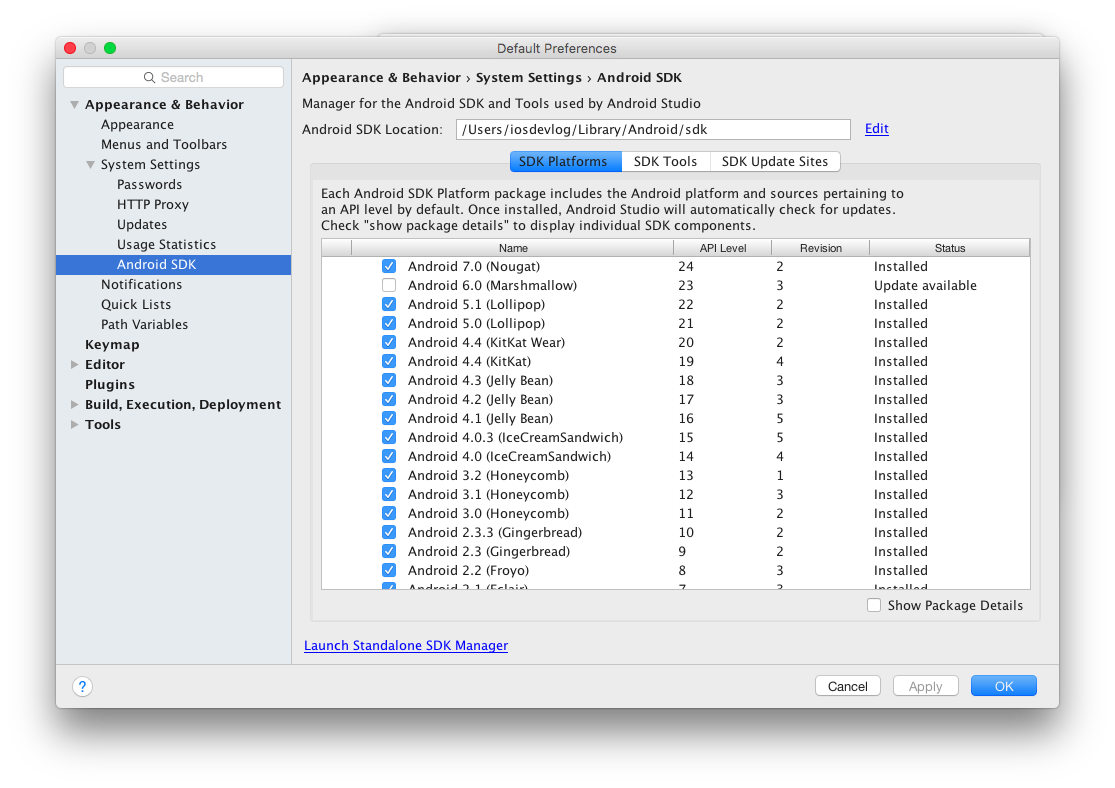 Default Preferences
Search
Appearance & Behavior
Appearance
Menus and Toolbars
System Settings
Passwords
HTTP Proxy
Updates
Usage Statistics
Android SDK
Notifications
Quick Lists
Path Variables
Keymap
Editor
Plugins
Build, Execution, Deployment
Tools
Appearance & Behavior › System Settings › Android SDK
Manager for the Android SDK and Tools used by Android Studio
Android SDK Location: /Users/iosdevlog/Library/Android/sdk Edit
SDK Platforms SDK Tools SDK Update Sites
Each Android SDK Platform package includes the Android platform and sources pertaining to
an API level by default. Once installed, Android Studio will automatically check for updates.
Check "show package details" to display individual SDK components.
Name API Level Revision Status
Android 7.0 (Nougat) 24 2 Installed
Android 6.0 (Marshmallow) 23 3 Update available
Android 5.1 (Lollipop) 22 2 Installed
Android 5.0 (Lollipop) 21 2 Installed
Android 4.4 (KitKat Wear) 20 2 Installed
Android 4.4 (KitKat) 19 4 Installed
Android 4.3 (Jelly Bean) 18 3 Installed
Android 4.2 (Jelly Bean) 17 3 Installed
Android 4.1 (Jelly Bean) 16 5 Installed
Android 4.0.3 (IceCreamSandwich) 15 5 Installed
Android 4.0 (IceCreamSandwich) 14 4 Installed
Android 3.2 (Honeycomb) 13 1 Installed
Android 3.1 (Honeycomb) 12 3 Installed
Android 3.0 (Honeycomb) 11 2 Installed
Android 2.3.3 (Gingerbread) 10 2 Installed
Android 2.3 (Gingerbread) 9 2 Installed
Android 2.2 (Froyo) 8 3 Installed
Android 2.1 (Eclair) 7 3 Installed
Show Package Details
Launch Standalone SDK Manager
? Cancel Apply OK